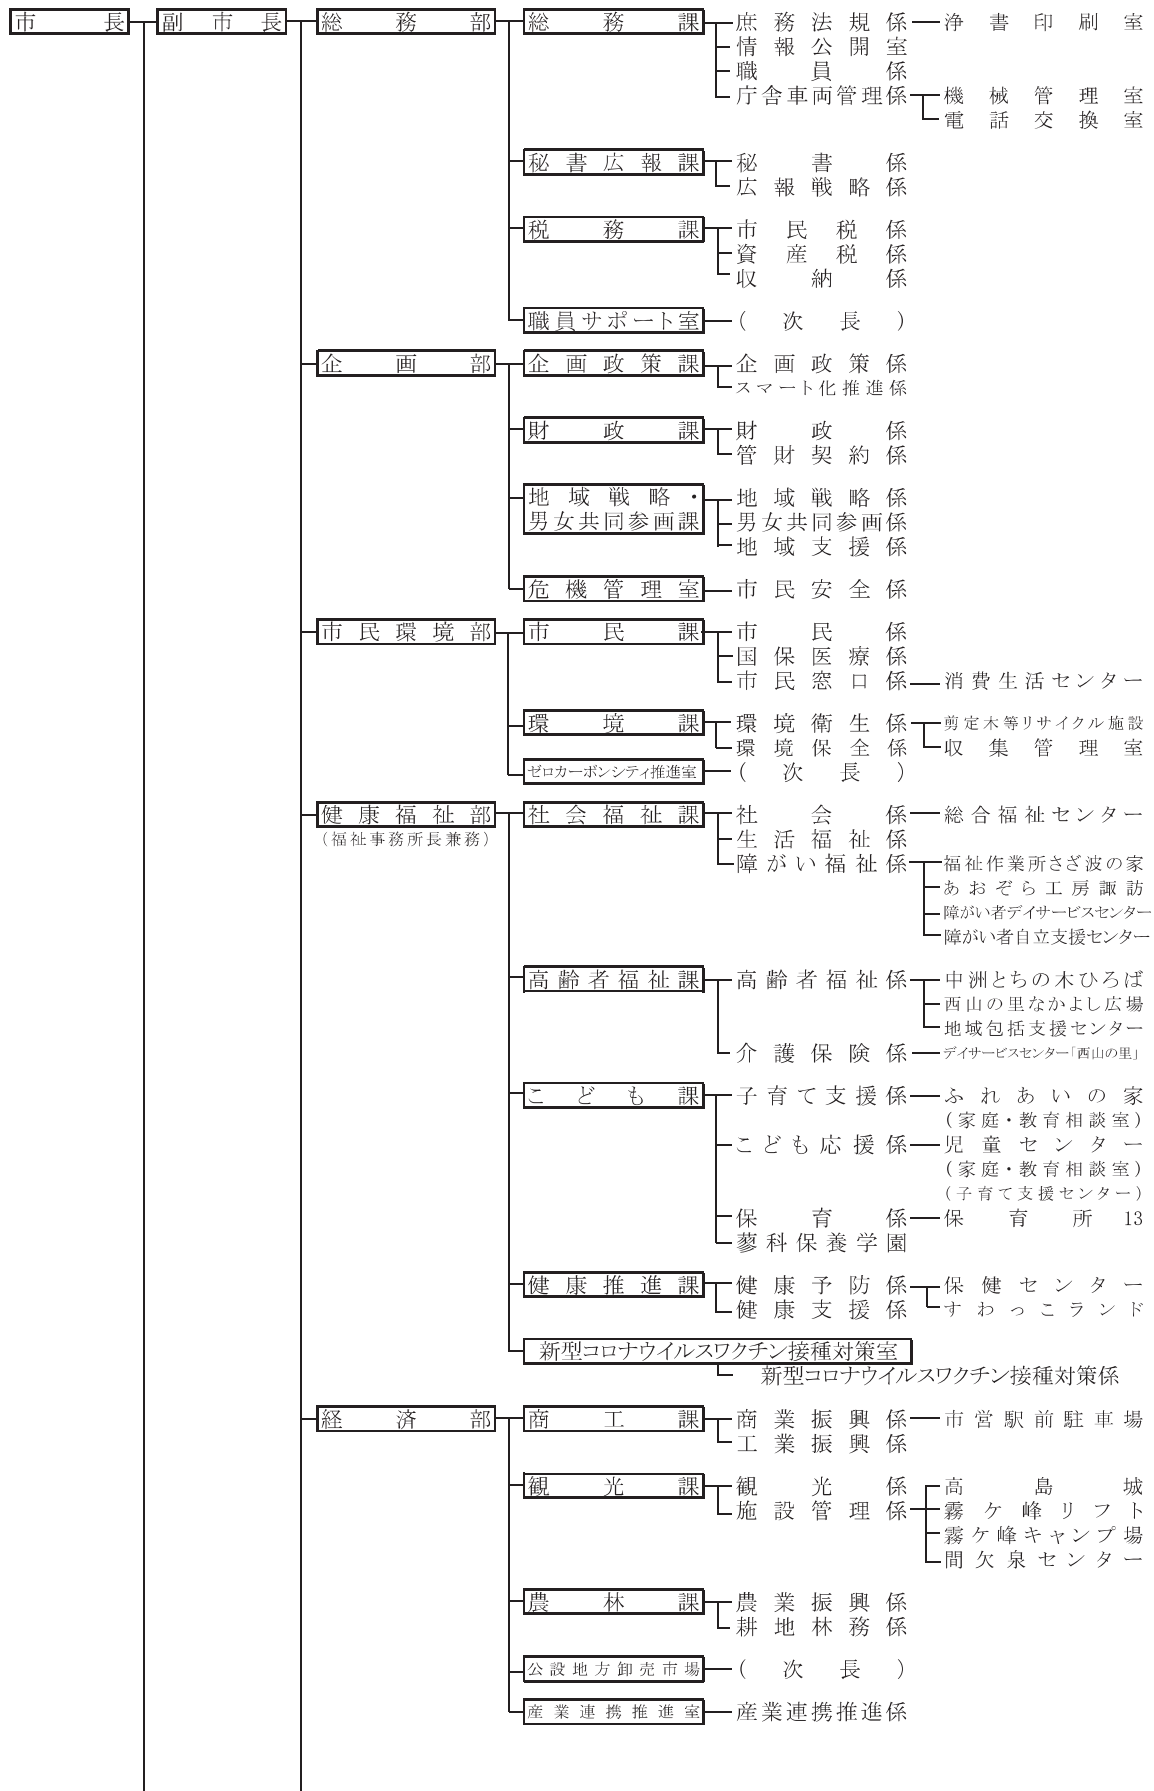 市長 副市長 総務部 総務課 庶務法規係 浄書印刷室
情報公開室
職員係
庁舎車両管理係 機械管理室
電話交換室
秘書広報課 秘書係
広報戦略係
税務課 市民税係
資産税係
収納係
職員サポート室 (次長)
企画部 企画政策課 企画政策係
スマート化推進係
財政課 財政係
管財契約係
地域戦略・ 地域戦略係
男女共同参画課 男女共同参画係
地域支援係
危機管理室 市民安全係
市民環境部 市民課 市民係
国保医療係
市民窓口係 消費生活センター
環境課 環境衛生係 剪定木等リサイクル施設
環境保全係 収集管理室
ゼロカーボンシティ推進室 (次長)
健康福祉部 社会福祉課 社会係 総合福祉センター
(福祉事務所長兼務) 生活福祉係
障がい福祉係 福祉作業所さざ波の家
あおぞら工房諏訪
障がい者デイサービスセンター
障がい者自立支援センター
高齢者福祉課 高齢者福祉係 中洲とちの木ひろば
西山の里なかよし広場
地域包括支援センター
介護保険係 デイサービスセンター「西山の里」
こども課 子育て支援係 ふれあいの家
(家庭・教育相談室)
こども応援係 児童センター
(家庭・教育相談室)
(子育て支援センター)
保育係 保育所13
蓼科保養学園
健康推進課 健康予防係 保健センター
健康支援係 すわっこランド
新型コロナウイルスワクチン接種対策室
新型コロナウイルスワクチン接種対策係
経済部 商工課 商業振興係 市営駅前駐車場
工業振興係
観光課 観光係 高島城
施設管理係 霧ケ峰リフト
霧ケ峰キャンプ場
間欠泉センター
農林課 農業振興係
耕地林務係
公設地方卸売市場 (次長)
産業連携推進室 産業連携推進係